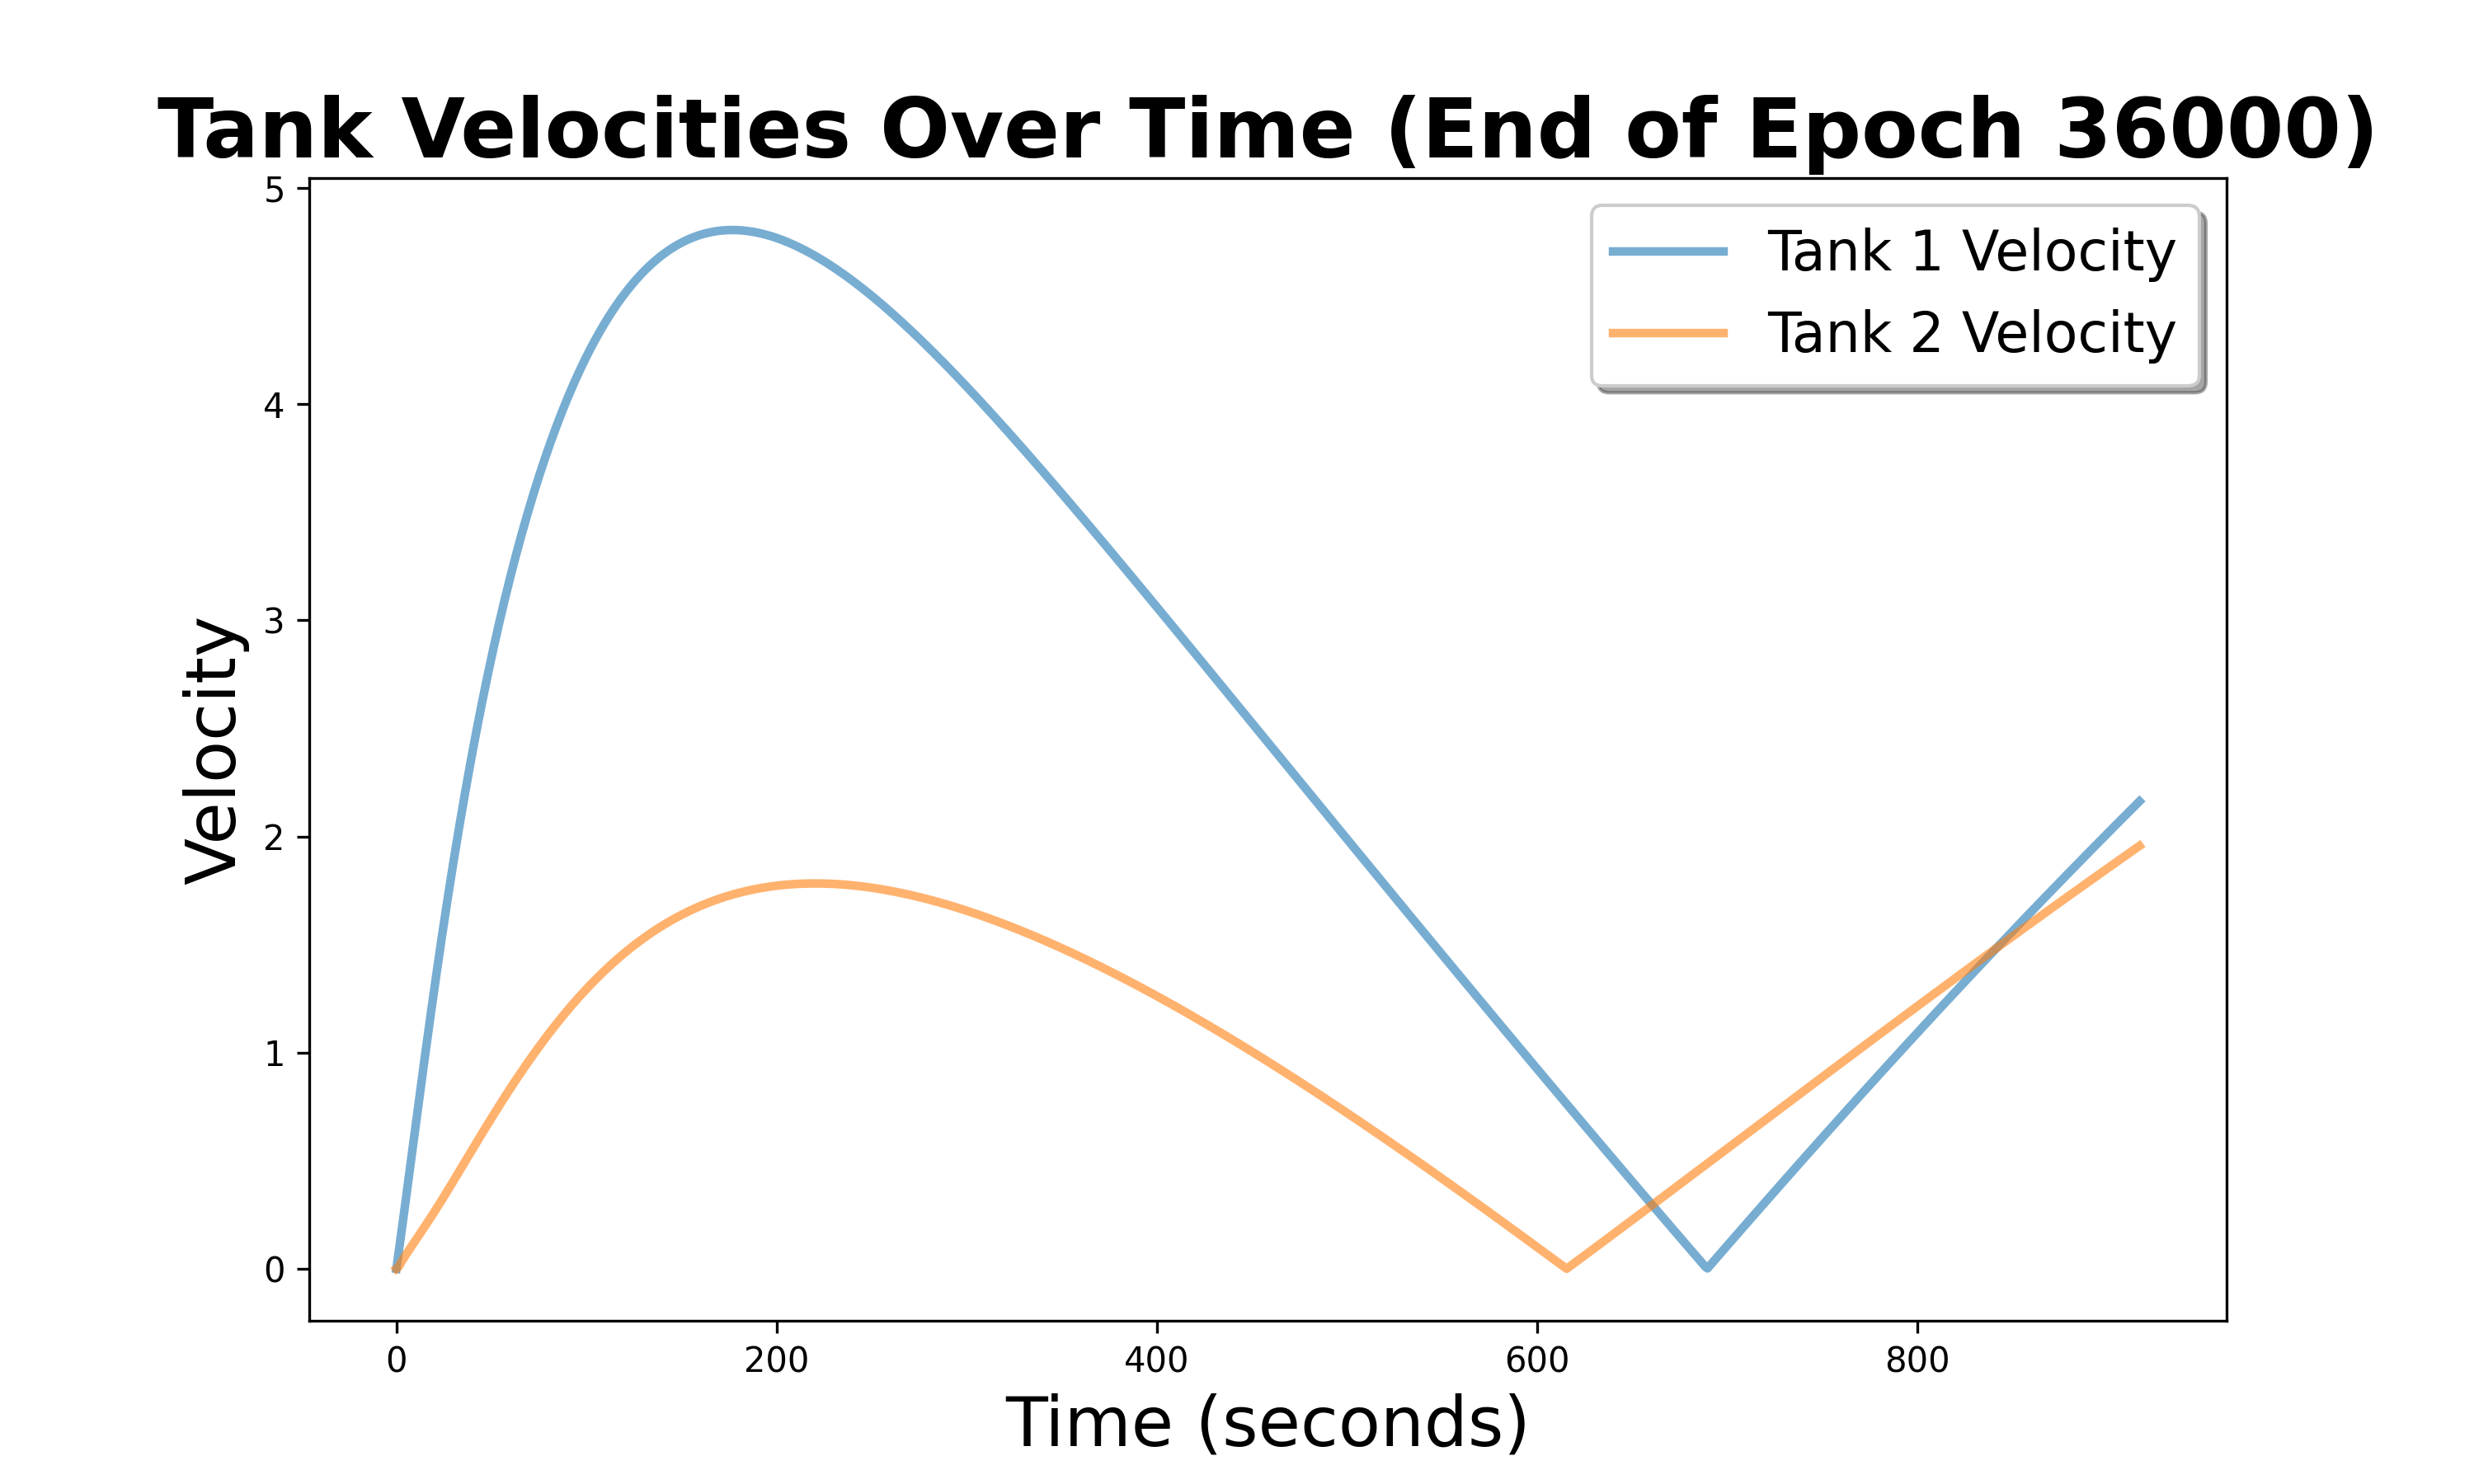 Tank Velocities Over Time (End of Epoch 36000)
Tank 1 Velocity
Tank 2 Velocity
Velocity
5
4
3
2
1
0
0 200 400 600 800
Time (seconds)